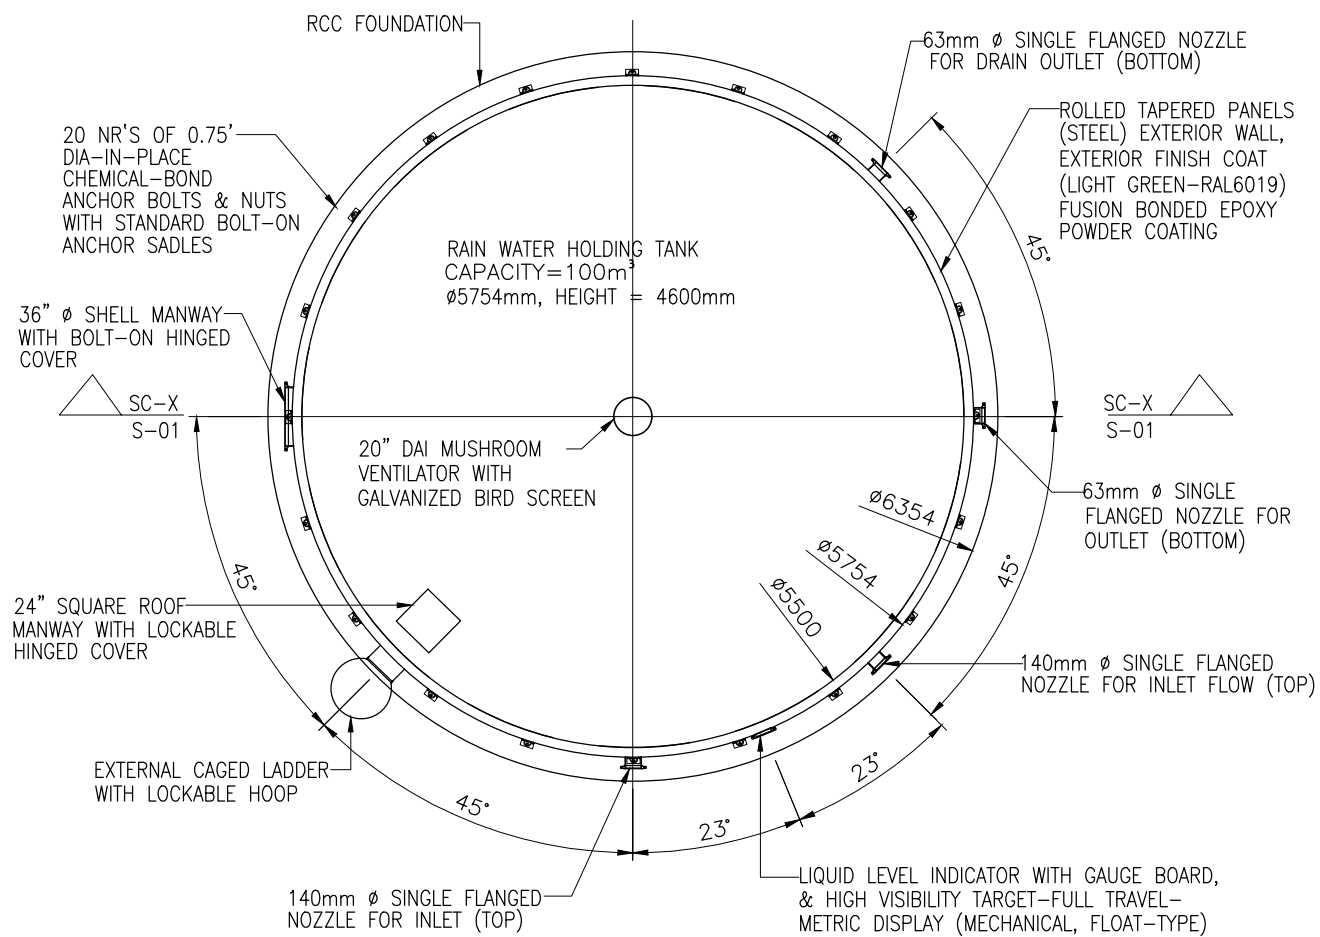 RCC FOUNDATION
63mm ø SINGLE FLANGED NOZZLE
FOR DRAIN OUTLET (BOTTOM)
ROLLED TAPERED PANELS
(STEEL) EXTERIOR WALL,
EXTERIOR FINISH COAT
(LIGHT GREEN-RAL6019)
FUSION BONDED EPOXY
POWDER COATING
20 NR'S OF 0.75'
DIA-IN-PLACE
CHEMICAL-BOND
ANCHOR BOLTS & NUTS
WITH STANDARD BOLT-ON
ANCHOR SADLES
45°
RAIN WATER HOLDING TANK
CAPACITY=100m³
ø5754mm, HEIGHT = 4600mm
36” ø SHELL MANWAY
WITH BOLT-ON HINGED
COVER
SC-X
S-01
SC-X
S-01
20” DAI MUSHROOM
VENTILATOR WITH
GALVANIZED BIRD SCREEN
63mm ø SINGLE
FLANGED NOZZLE FOR
OUTLET (BOTTOM)
ø6354
ø5754
ø5500
45°
45°
24” SQUARE ROOF
MANWAY WITH LOCKABLE
HINGED COVER
140mm ø SINGLE FLANGED
NOZZLE FOR INLET FLOW (TOP)
EXTERNAL CAGED LADDER
WITH LOCKABLE HOOP
45°
23°
23°
140mm ø SINGLE FLANGED
NOZZLE FOR INLET (TOP)
LIQUID LEVEL INDICATOR WITH GAUGE BOARD,
& HIGH VISIBILITY TARGET-FULL TRAVEL-
METRIC DISPLAY (MECHANICAL, FLOAT-TYPE)